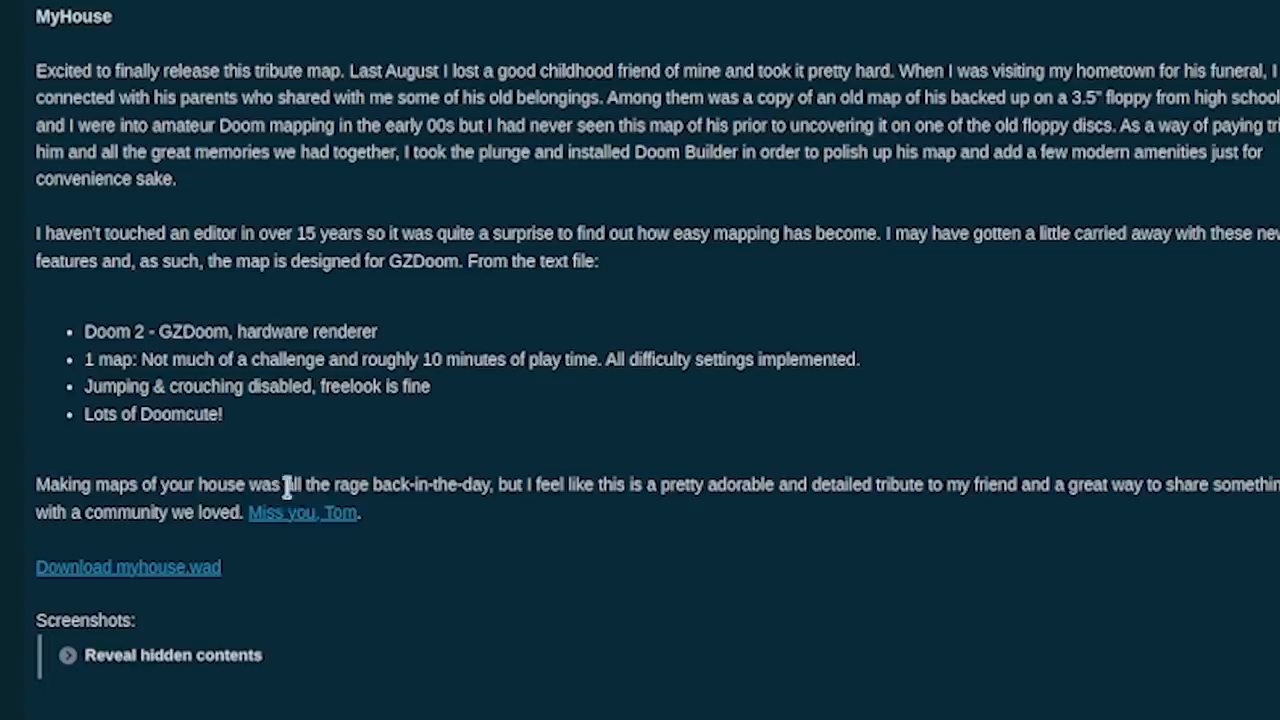 MyHouse
Excited to finally release this tribute map. Last August I lost a good childhood friend of mine and took it pretty hard. When I was visiting my hometown for his funeral, I
connected with his parents who shared with me some of his old belongings. Among them was a copy of an old map of his backed up on a 3.5" floppy from high school
and I were into amateur Doom mapping in the early 00s but I had never seen this map of his prior to uncovering it on one of the old floppy discs. As a way of paying
him and all the great memories we had together, I took the plunge and installed Doom Builder in order to polish up his map and add a few modern amenities just for
convenience sake.
I haven't touched an editor in over 15 years so it was quite a surprise to find out how easy mapping has become. I may have gotten a little carried away with these
features and, as such, the map is designed for GZDoom. From the text file:
• Doom 2 - GZDoom, hardware renderer
• 1 map: Not much of a challenge and roughly 10 minutes of play time. All difficulty settings implemented.
• Jumping & crouching disabled, freelook is fine
• Lots of Doomcute!
Making maps of your house was all the rage back-in-the-day, but I feel like this is a pretty adorable and detailed tribute to my friend and a great way to share
with a community we loved. Miss you, Tom.
Download myhouse.wad
Screenshots:
Reveal hidden contents